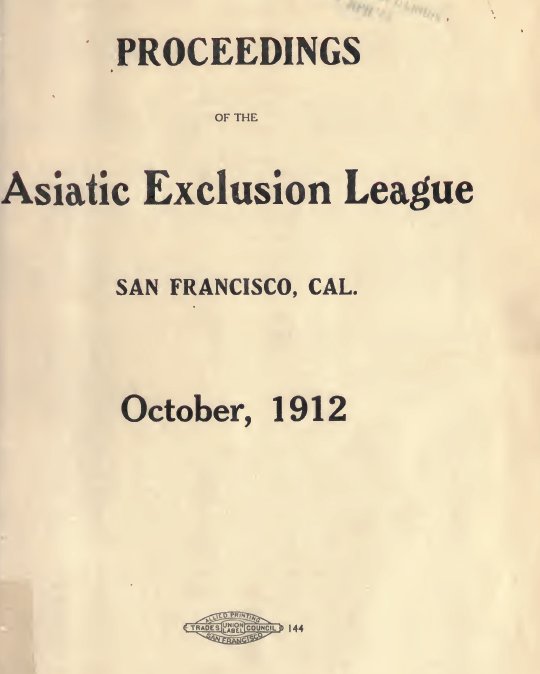 PROCEEDINGS
OF THE
Asiatic Exclusion League
SAN FRANCISCO, CAL.
October, 1912
ALLIED PRINTING
TRADES UNION LABEL COUNCIL 144
SAN FRANCISCO